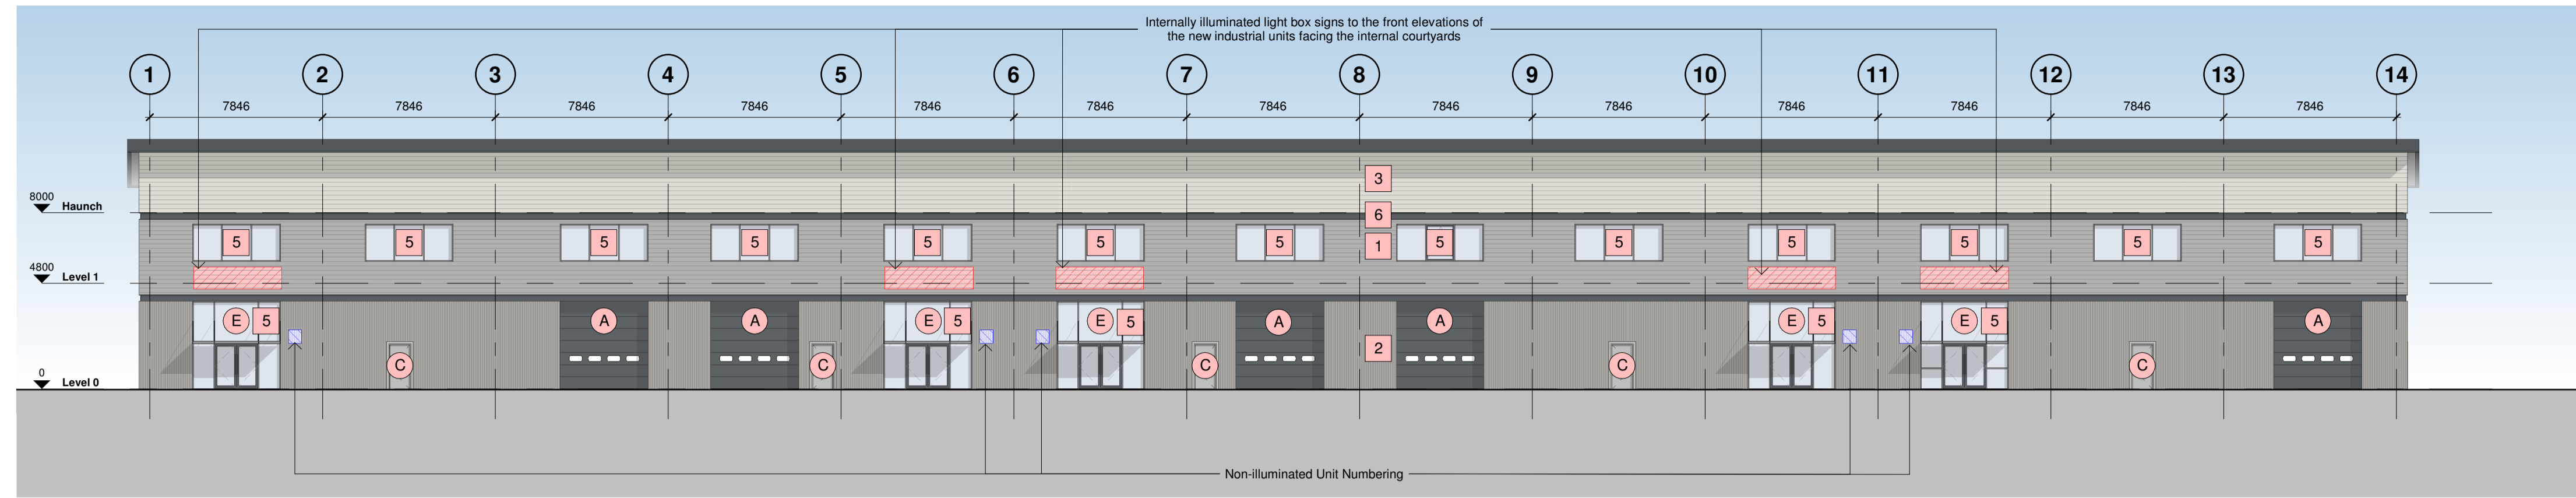 Internally illuminated light box signs to the front elevations of
the new industrial units facing the internal courtyards
1 2 3 4 5 6 7 8 9 10 11 12 13 14
7846 7846 7846 7846 7846 7846 7846 7846 7846 7846 7846 7846 7846
3
8000 Haunch
6
5 5 5 5 5 5 5 1 5 5 5 5 5 5
4800 Level 1
E 5 A A E 5 E 5 A A E 5 E 5 A
2
C C C C C
0 Level 0
Non-illuminated Unit Numbering